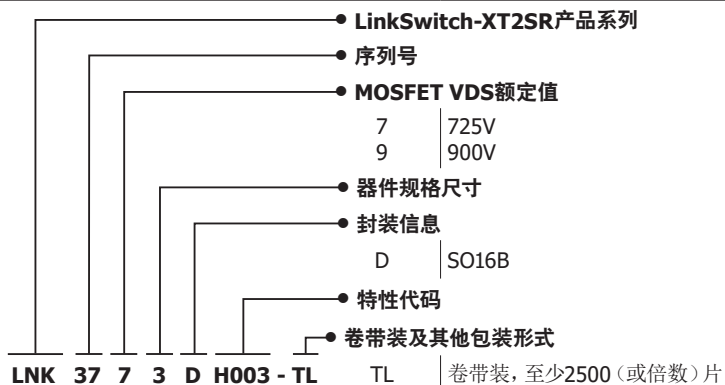 LinkSwitch-XT2SR产品系列
序列号
MOSFET VDS额定值
7 725V
9 900V
器件规格尺寸
封装信息
D SO16B
特性代码
卷带装及其他包装形式
LNK 37 7 3 D H003 - TL TL 卷带装，至少2500（或倍数）片